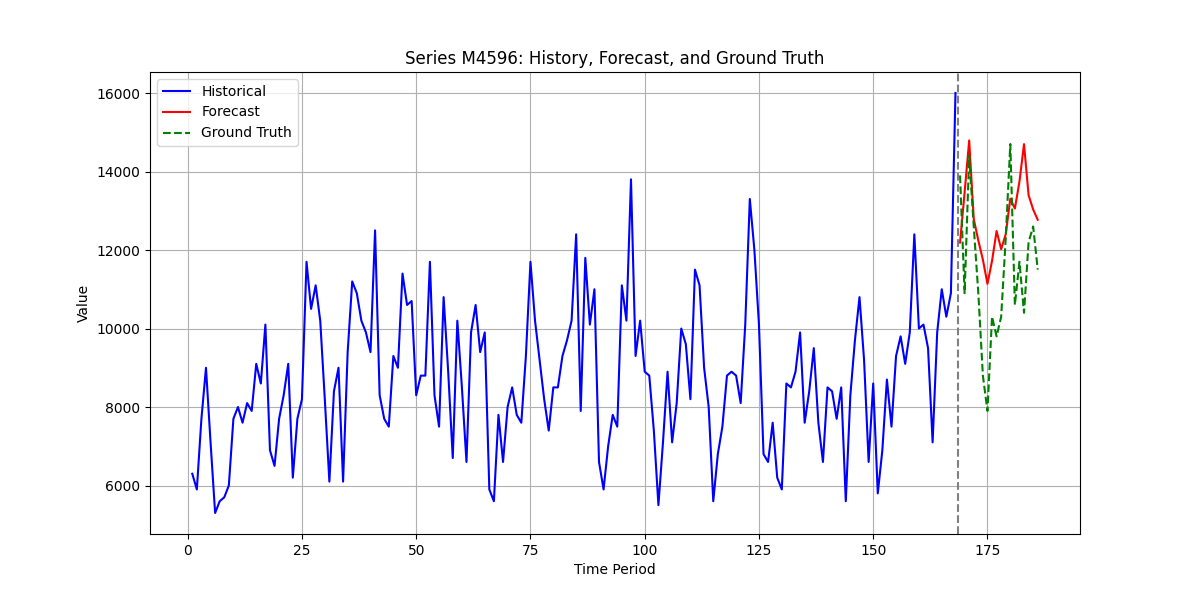 Series M4596: History, Forecast, and Ground Truth
Historical
Forecast
Ground Truth
16000
14000
12000
10000
8000
6000
Value
0 25 50 75 100 125 150 175
Time Period